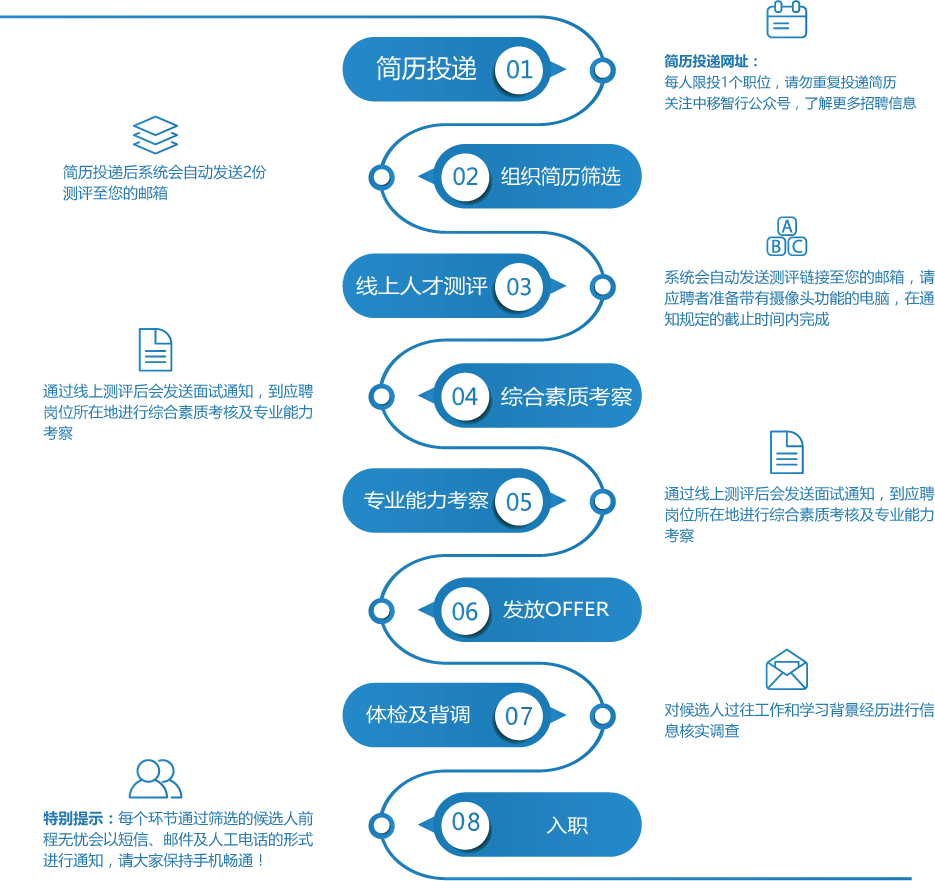 简历投递
01
简历投递网址：
每人限投1个职位，请勿重复投递简历
关注中移智行公众号，了解更多招聘信息
简历投递后系统会自动发送2份
测评至您的邮箱
02
组织简历筛选
线上人才测评
03
A
B C
系统会自动发送测评链接至您的邮箱，请
应聘者准备带有摄像头功能的电脑，在通
知规定的截止时间内完成
通过线上测评后会发送面试通知，到应聘
岗位所在地进行综合素质考核及专业能力
考察
04
综合素质考察
专业能力考察
05
通过线上测评后会发送面试通知，到应聘
岗位所在地进行综合素质考核及专业能力
考察
06
发放OFFER
体检及背调
07
对候选人过往工作和学习背景经历进行信
息核实调查
特别提示：每个环节通过筛选的候选人前
程无忧会以短信、邮件及人工电话的形式
进行通知，请大家保持手机畅通！
08
入职